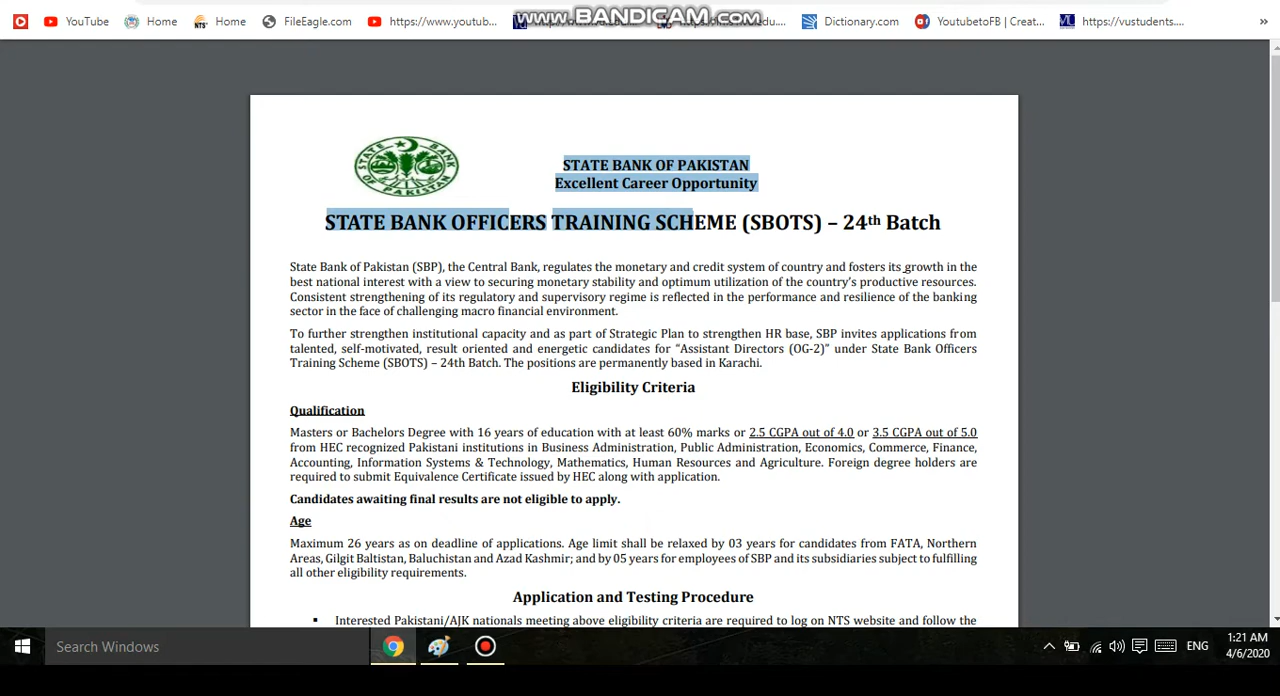 www.BANDICAM.com
YouTube
Home
Home
FileEagle.com
https://www.youtub...
Dictionary.com
YoutubetoFB | Creat...
https://vustudents....
»
STATE BANK OF PAKISTAN
STATE BANK OF PAKISTAN
Excellent Career Opportunity
STATE BANK OFFICERS TRAINING SCHEME (SBOTS) – 24th Batch
State Bank of Pakistan (SBP), the Central Bank, regulates the monetary and credit system of country and fosters its growth in the
best national interest with a view to securing monetary stability and optimum utilization of the country's productive resources.
Consistent strengthening of its regulatory and supervisory regime is reflected in the performance and resilience of the banking
sector in the face of challenging macro financial environment.
To further strengthen institutional capacity and as part of Strategic Plan to strengthen HR base, SBP invites applications from
talented, self-motivated, result oriented and energetic candidates for "Assistant Directors (OG-2)" under State Bank Officers
Training Scheme (SBOTS) – 24th Batch. The positions are permanently based in Karachi.
Eligibility Criteria
Qualification
Masters or Bachelors Degree with 16 years of education with at least 60% marks or 2.5 CGPA out of 4.0 or 3.5 CGPA out of 5.0
from HEC recognized Pakistani institutions in Business Administration, Public Administration, Economics, Commerce, Finance,
Accounting, Information Systems & Technology, Mathematics, Human Resources and Agriculture. Foreign degree holders are
required to submit Equivalence Certificate issued by HEC along with application.
Candidates awaiting final results are not eligible to apply.
Age
Maximum 26 years as on deadline of applications. Age limit shall be relaxed by 03 years for candidates from FATA, Northern
Areas, Gilgit Baltistan, Baluchistan and Azad Kashmir; and by 05 years for employees of SBP and its subsidiaries subject to fulfilling
all other eligibility requirements.
Application and Testing Procedure
▪ Interested Pakistani/AJK nationals meeting above eligibility criteria are required to log on NTS website and follow the
Search Windows
ENG
1:21 AM
4/6/2020